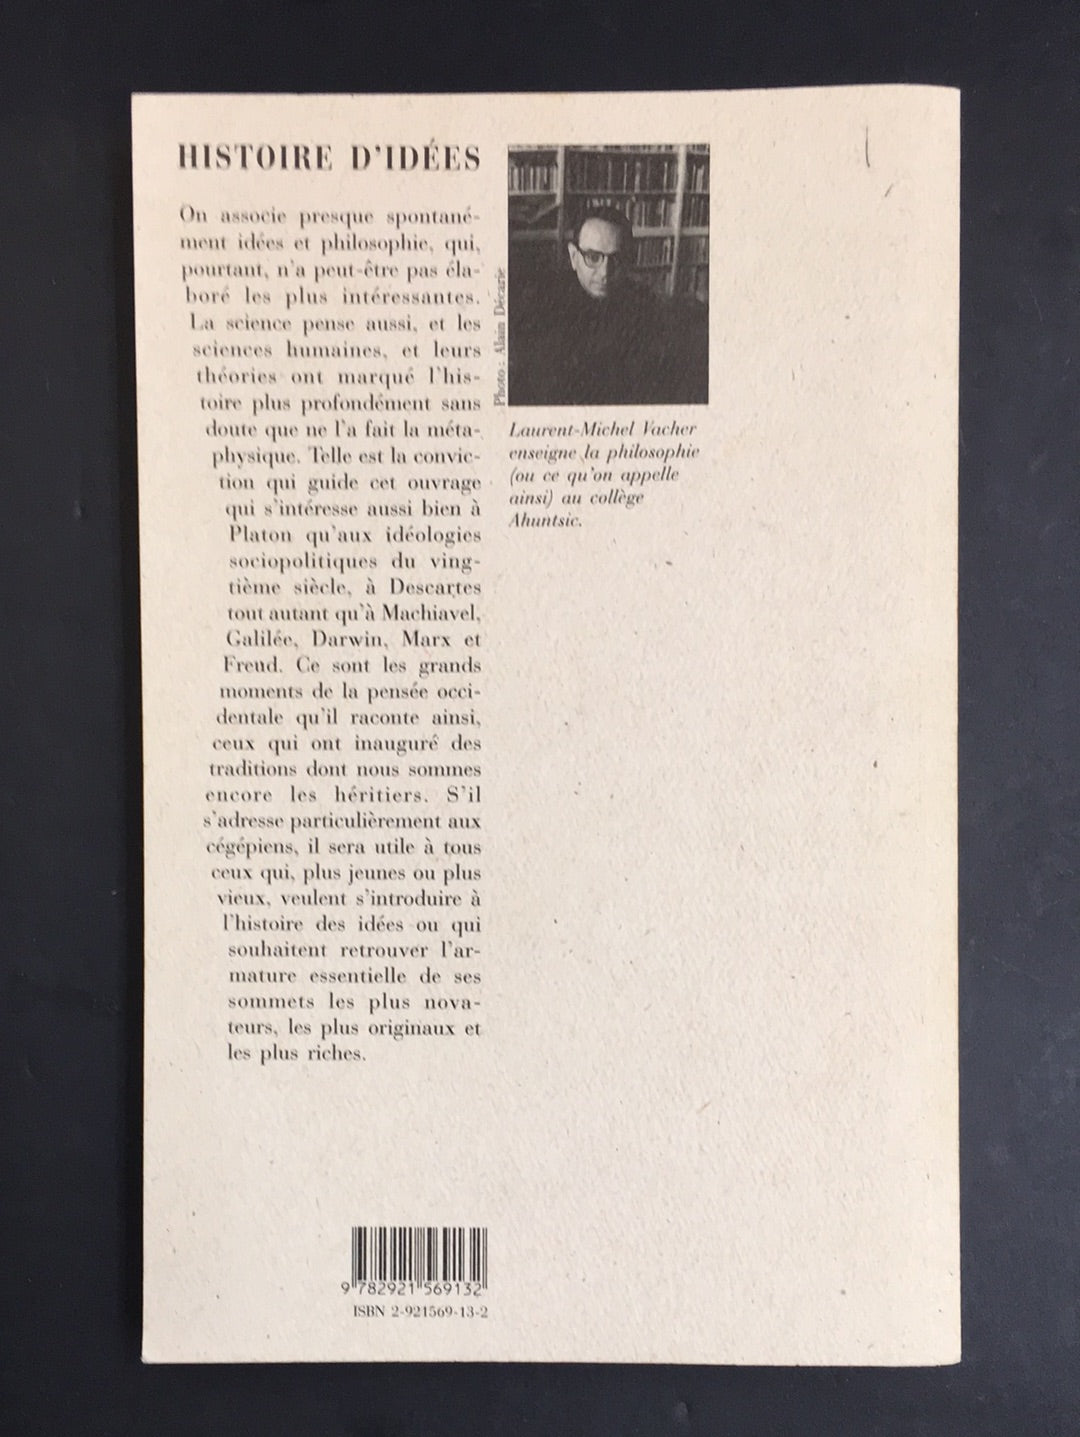 HISTOIRE D'IDÉES
On associe presque spontané-
ment idées et philosophie, qui,
pourtant, n'a peut-être pas éla-
boré les plus intéressantes.
La science pense aussi, et les
sciences humaines, et leurs
théories ont marqué l'his-
toire plus profondément sans
doute que ne l'a fait la méta-
physique. Telle est la convic-
tion qui guide cet ouvrage
qui s'intéresse aussi bien à
Platon qu'aux idéologies
sociopolitiques du ving-
tième siècle, à Descartes
tout autant qu'à Machiavel,
Galilée, Darwin, Marx et
Freud. Ce sont les grands
moments de la pensée occi-
dentale qu'il raconte ainsi,
ceux qui ont inauguré des
traditions dont nous sommes
encore les héritiers. S'il
s'adresse particulièrement aux
cégépiens, il sera utile à tous
ceux qui, plus jeunes ou plus
vieux, veulent s'introduire à
l'histoire des idées ou qui
souhaitent retrouver l'ar-
mature essentielle de ses
sommets les plus nova-
teurs, les plus originaux et
les plus riches.
Photo : Alain Décarie
Laurent-Michel Vacher
enseigne la philosophie
(ou ce qu'on appelle
ainsi) au collège
Ahuntsic.
9 782921 569132
ISBN 2-921569-13-2